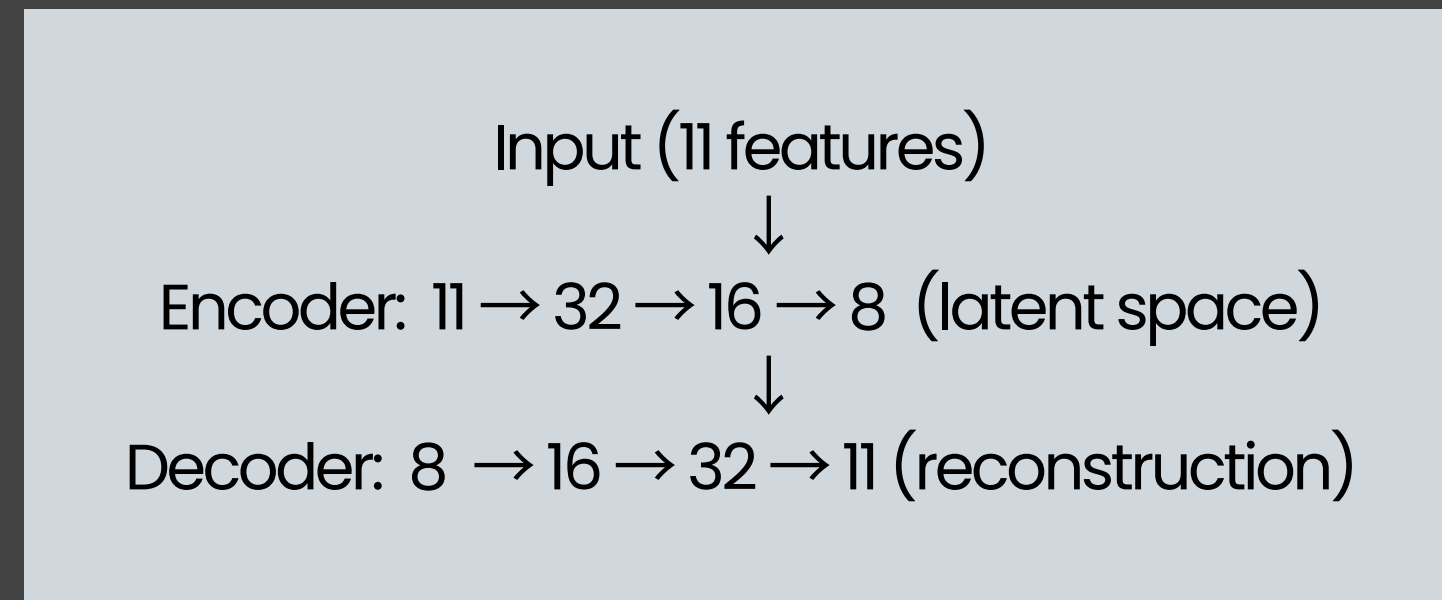 Input (11 features)
↓
Encoder: 11 → 32 → 16 → 8 (latent space)
↓
Decoder: 8 → 16 → 32 → 11 (reconstruction)